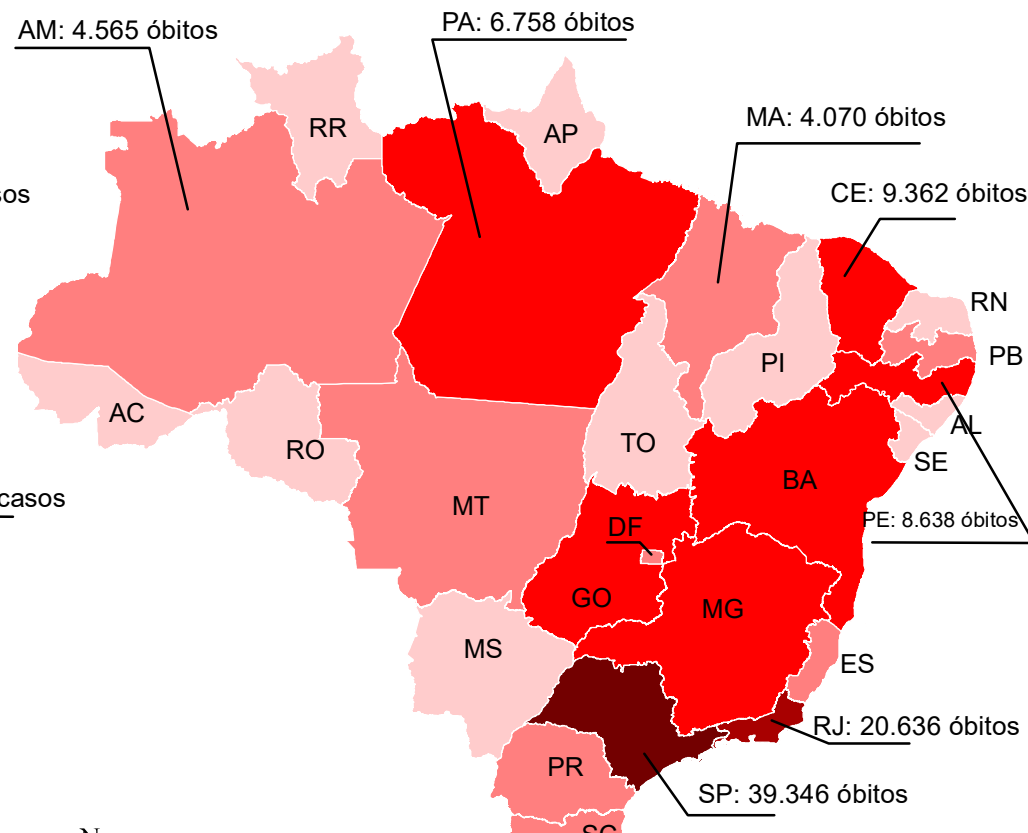 AM: 4.565 óbitos
PA: 6.758 óbitos
RR
AP
MA: 4.070 óbitos
CE: 9.362 óbitos
RN
PB
PI
AC
TO
AL
RO
SE
BA
casos
MT
PE: 8.638 óbitos
DF
GO
MG
MS
ES
RJ: 20.636 óbitos
PR
SP: 39.346 óbitos
SC
N